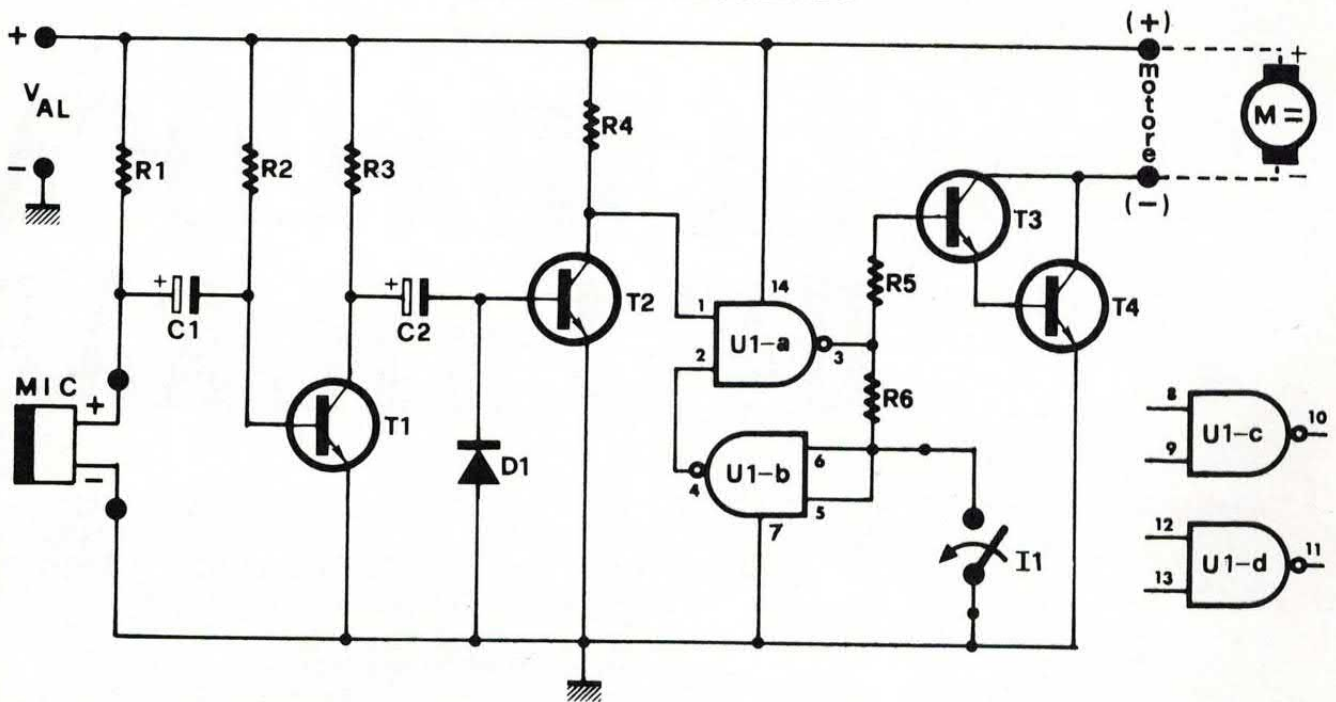 +
V AL
-
R1
R2
R3
R4
(+)
motore
(-)
+
M =
-
+
C1
+
C2
T2
T3
R5
T4
14
1
U1-a
3
2
R6
MIC
+
-
T1
D1
6
U1-b
4
5
7
I1
8
U1-c
10
9
12
U1-d
11
13